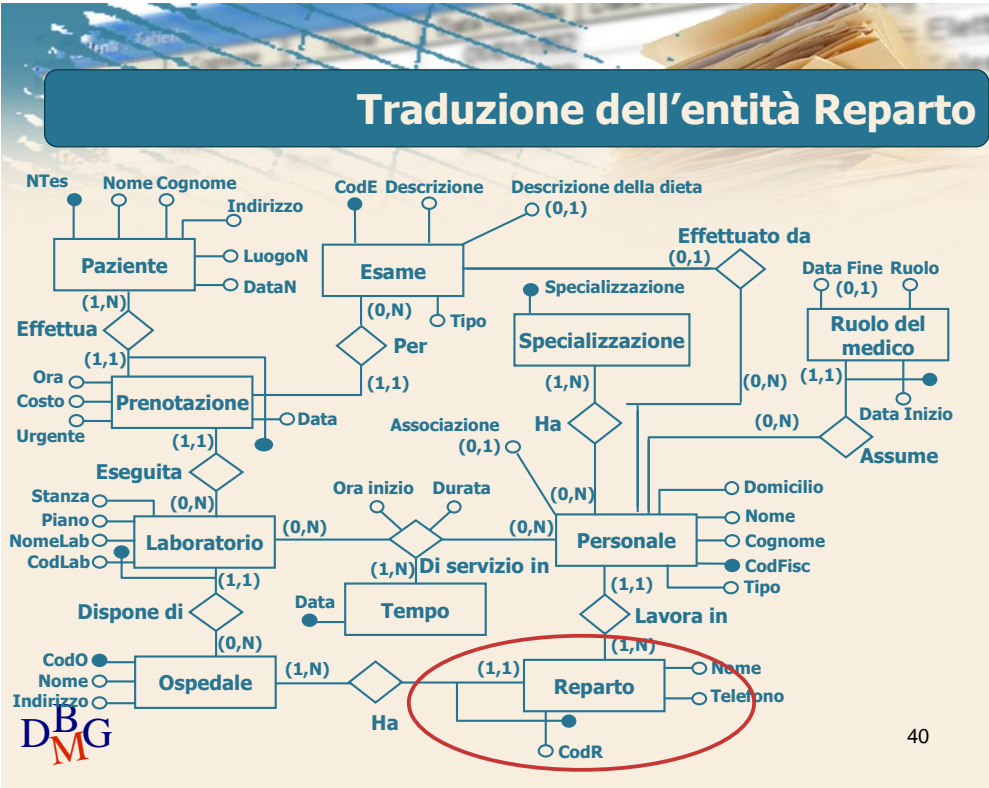 Traduzione dell'entità Reparto
NTes
Nome Cognome
Indirizzo
LuogoN
DataN
Paziente
(1,N)
Effettua
(1,1)
CodE Descrizione
Descrizione della dieta
(0,1)
Esame
(0,N)
Tipo
Per
(1,1)
Effettuato da
(0,1)
Specializzazione
Specializzazione
(1,N)
Ha
(0,N)
Data Fine Ruolo
(0,1)
Ruolo del
medico
(0,N)
(1,1)
Data Inizio
(0,N)
Assume
Ora
Costo
Urgente
Prenotazione
Data
(1,1)
Eseguita
(0,N)
Associazione
(0,1)
Stanza
Piano
NomeLab
CodLab
Laboratorio
(0,N)
Ora inizio Durata
(0,N)
(1,N)
Di servizio in
Personale
Domicilio
Nome
Cognome
CodFisc
Tipo
(1,1)
Dispone di
(0,N)
Data
Tempo
(1,1)
Lavora in
(1,N)
CodO
Nome
Indirizzo
Ospedale
(1,N)
Ha
(1,1)
Reparto
Nome
Telefono
CodR
DBMG
40